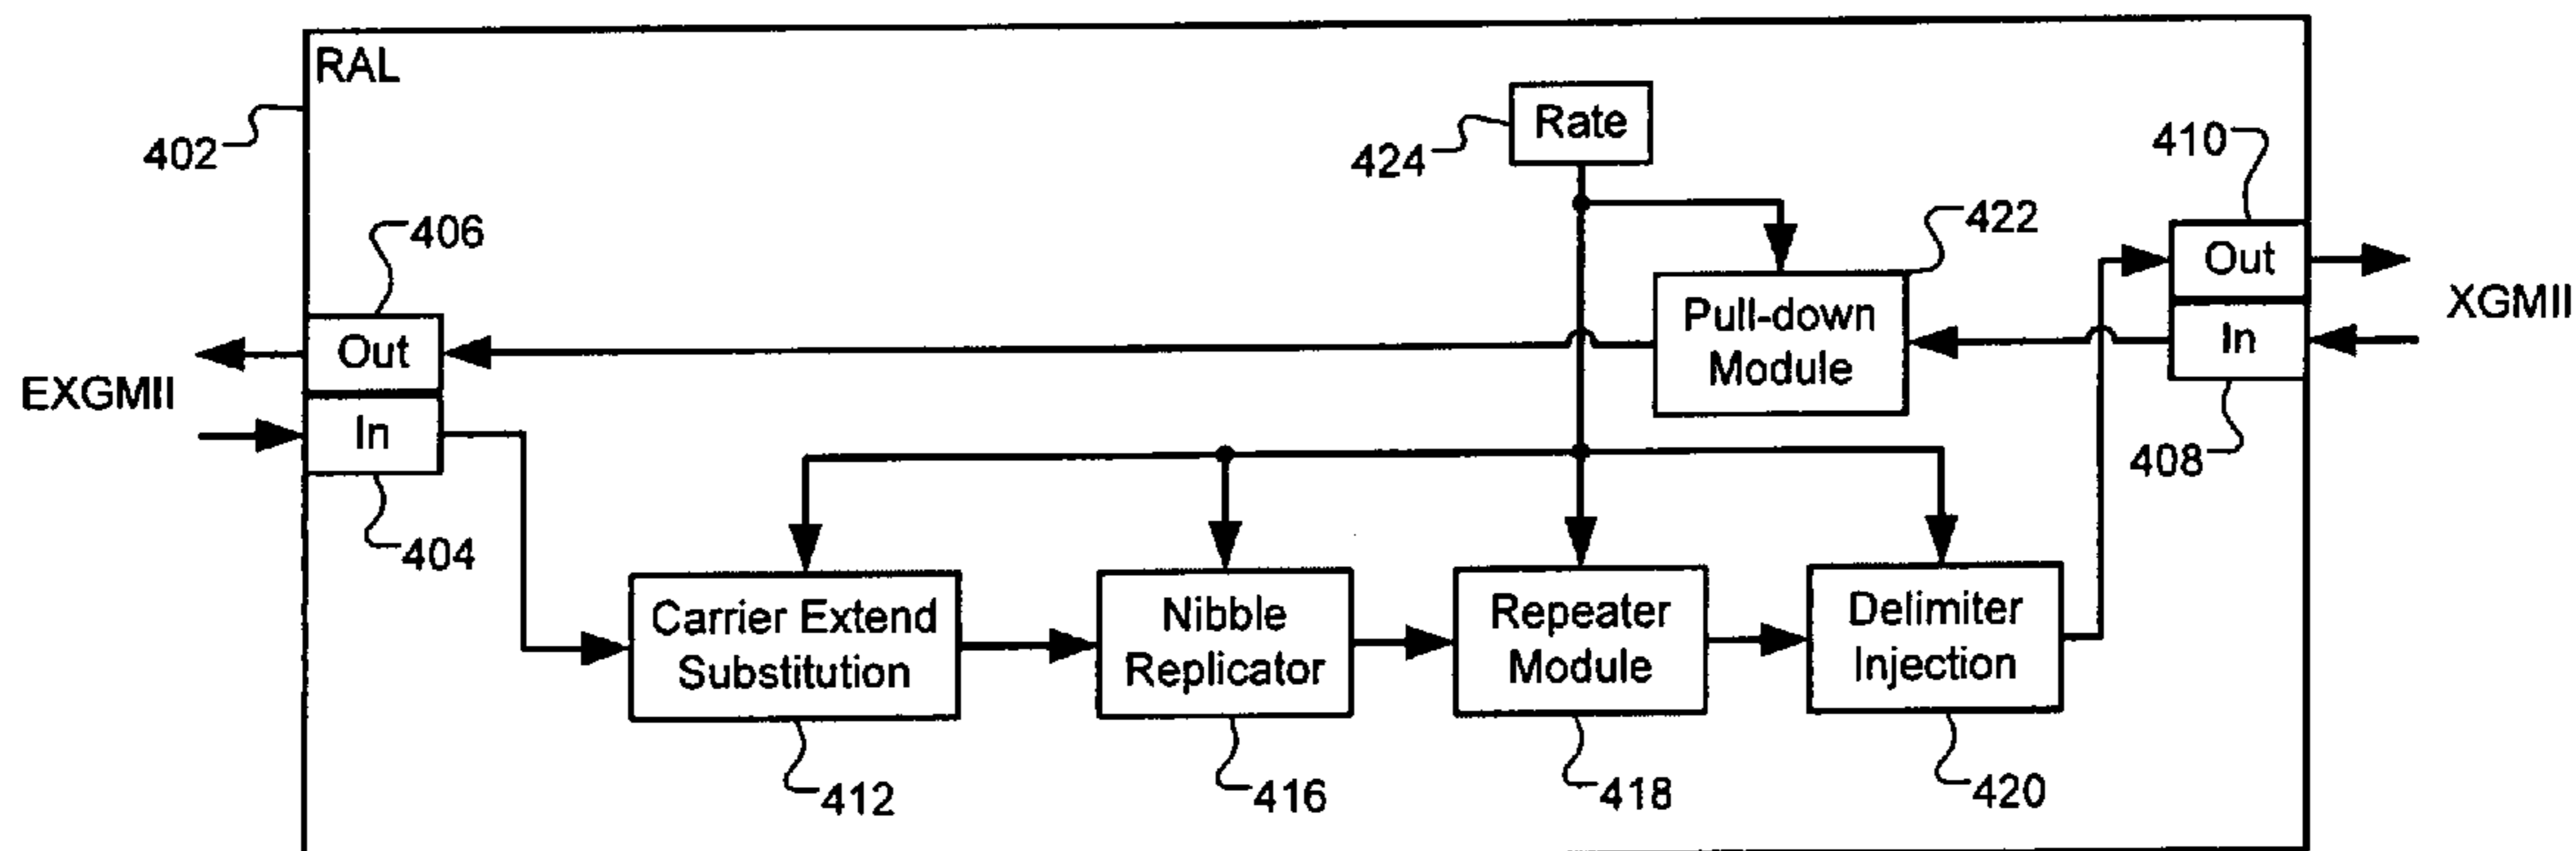 RAL
402
Rate
424
410
406
422
Out
Pull-down
Module
XGMII
Out
In
EXGMII
In
408
404
Carrier Extend
Substitution
Nibble
Replicator
Repeater
Module
Delimiter
Injection
412
416
418
420